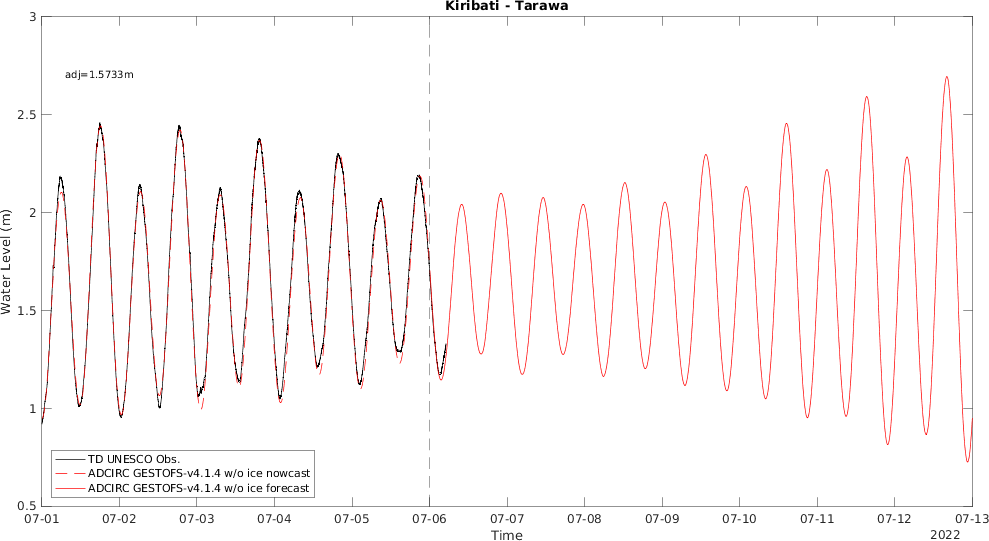 Kiribati - Tarawa
3
adj=1.5733m
2.5
2
Water Level (m)
1.5
1
TD UNESCO Obs.
ADCIRC GESTOFS-v4.1.4 w/o ice nowcast
ADCIRC GESTOFS-v4.1.4 w/o ice forecast
0.5
07-01 07-02 07-03 07-04 07-05 07-06 07-07 07-08 07-09 07-10 07-11 07-12 07-13
Time
2022